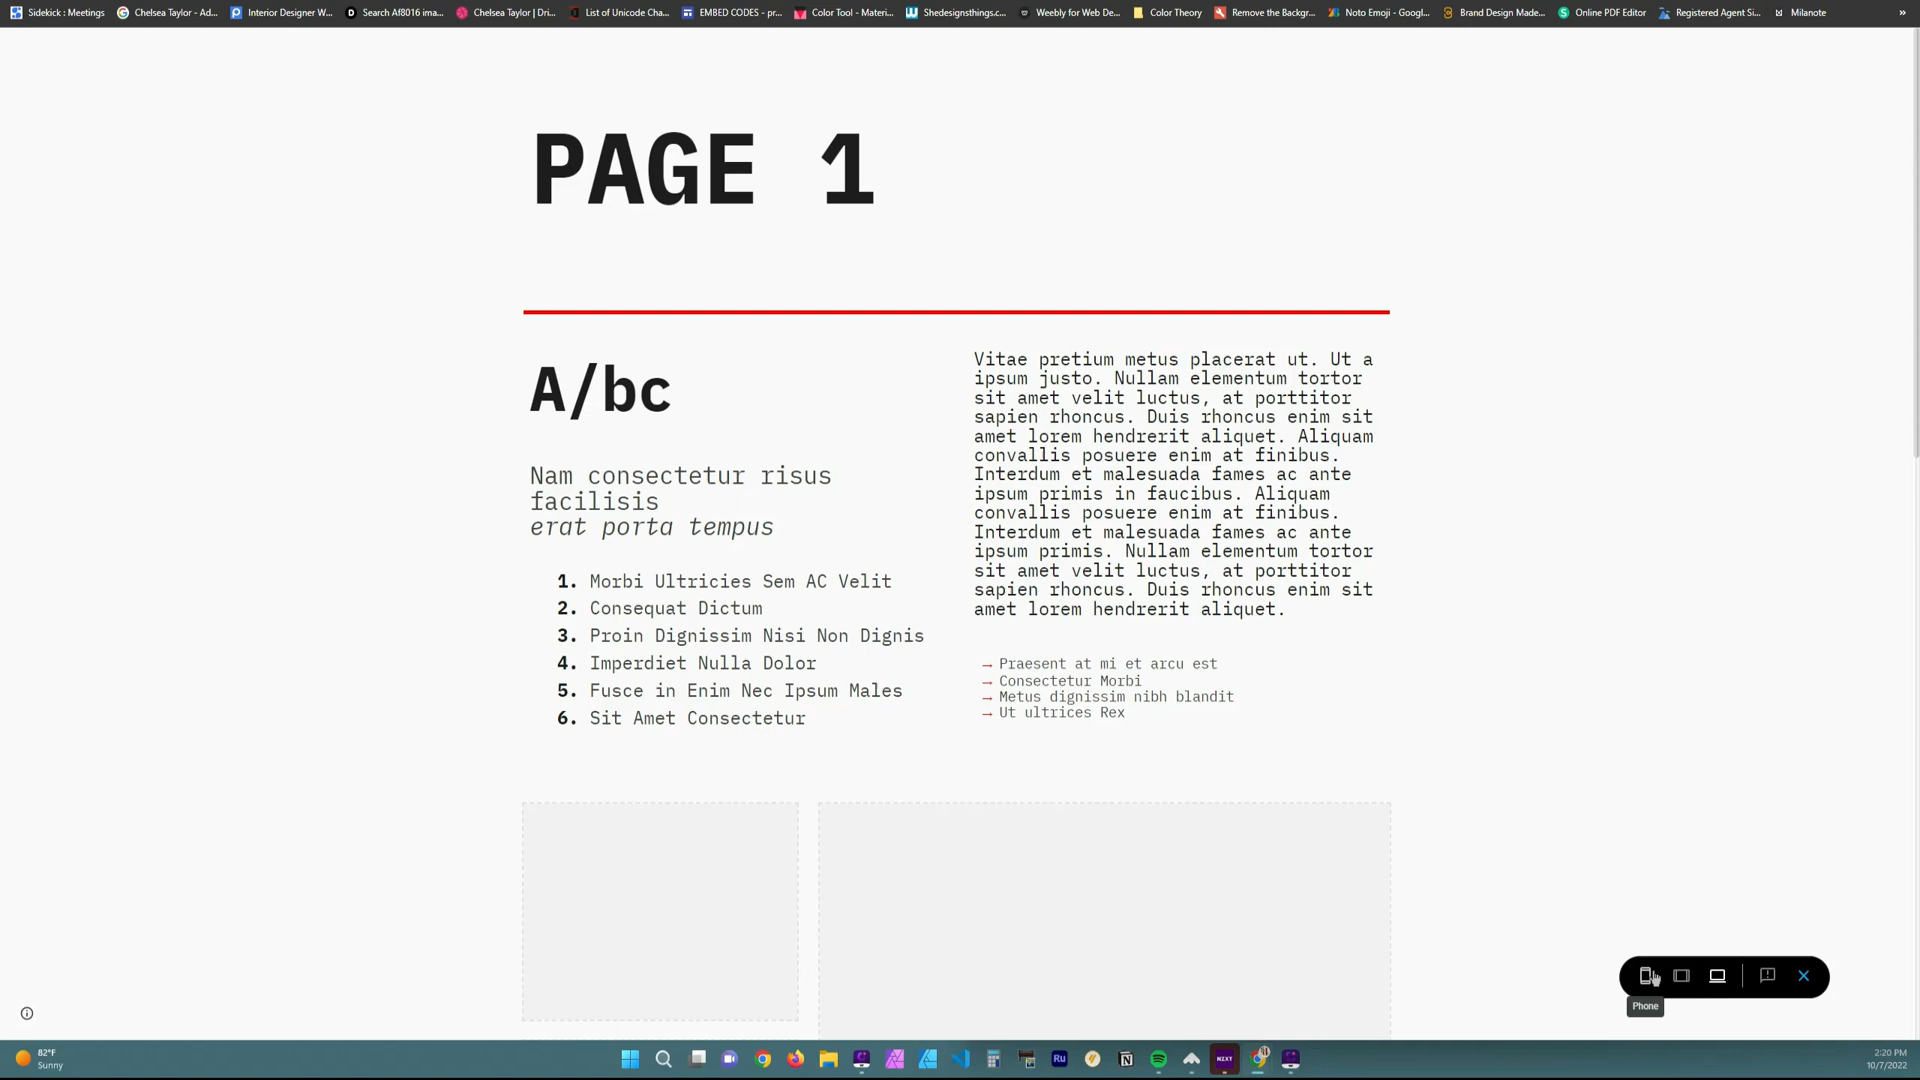 Sidekick : Meetings
Chelsea Taylor - Ad...
Interior Designer W...
Search Af8016 ima...
Chelsea Taylor | Dri...
List of Unicode Cha...
EMBED CODES - pr...
Color Tool - Materi...
Shedesignsthings.c...
Weebly for Web De...
Color Theory
Remove the Backgr...
Noto Emoji - Googl...
Brand Design Made...
Online PDF Editor
Registered Agent Si...
Milanote
»
PAGE 1
A/bc
Nam consectetur risus
facilisis
erat porta tempus
1. Morbi Ultricies Sem AC Velit
2. Consequat Dictum
3. Proin Dignissim Nisi Non Dignis
4. Imperdiet Nulla Dolor
5. Fusce in Enim Nec Ipsum Males
6. Sit Amet Consectetur
Vitae pretium metus placerat ut. Ut a
ipsum justo. Nullam elementum tortor
sit amet velit luctus, at porttitor
sapien rhoncus. Duis rhoncus enim sit
amet lorem hendrerit aliquet. Aliquam
convallis posuere enim at finibus.
Interdum et malesuada fames ac ante
ipsum primis in faucibus. Aliquam
convallis posuere enim at finibus.
Interdum et malesuada fames ac ante
ipsum primis. Nullam elementum tortor
sit amet velit luctus, at porttitor
sapien rhoncus. Duis rhoncus enim sit
amet lorem hendrerit aliquet.
→ Praesent at mi et arcu est
→ Consectetur Morbi
→ Metus dignissim nibh blandit
→ Ut ultrices Rex
Phone
82°F
Sunny
Ru
NZXT
2:20 PM
10/7/2022